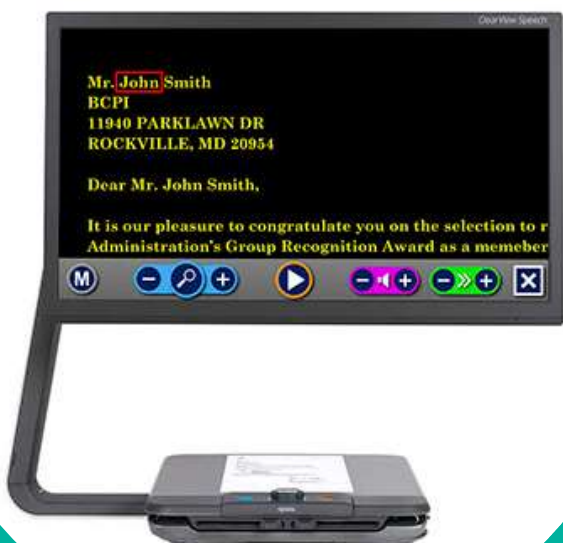 ClearView Speech
Mr. John Smith
BCPI
11940 PARKLAWN DR
ROCKVILLE, MD 20954
Dear Mr. John Smith,
It is our pleasure to congratulate you on the selection to r
Administration's Group Recognition Award as a memeber
M